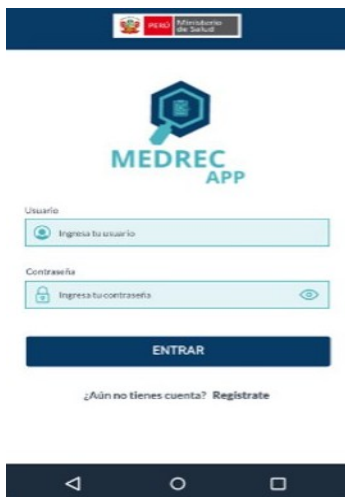 PERÚ Ministerio
de Salud
MEDREC
APP
Usuario
Ingresa tu usuario
Contraseña
Ingresa tu contraseña
ENTRAR
¿Aún no tienes cuenta? Registrate